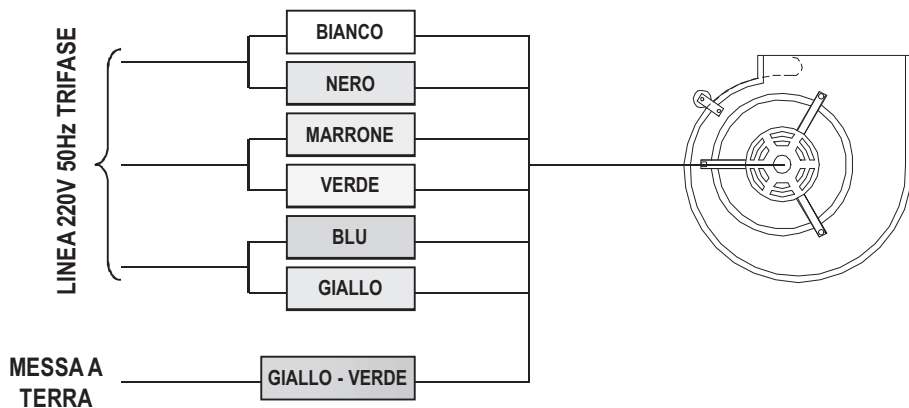 LINEA 220V 50Hz TRIFASE
BIANCO
NERO
MARRONE
VERDE
BLU
GIALLO
MESSA A
TERRA
GIALLO - VERDE